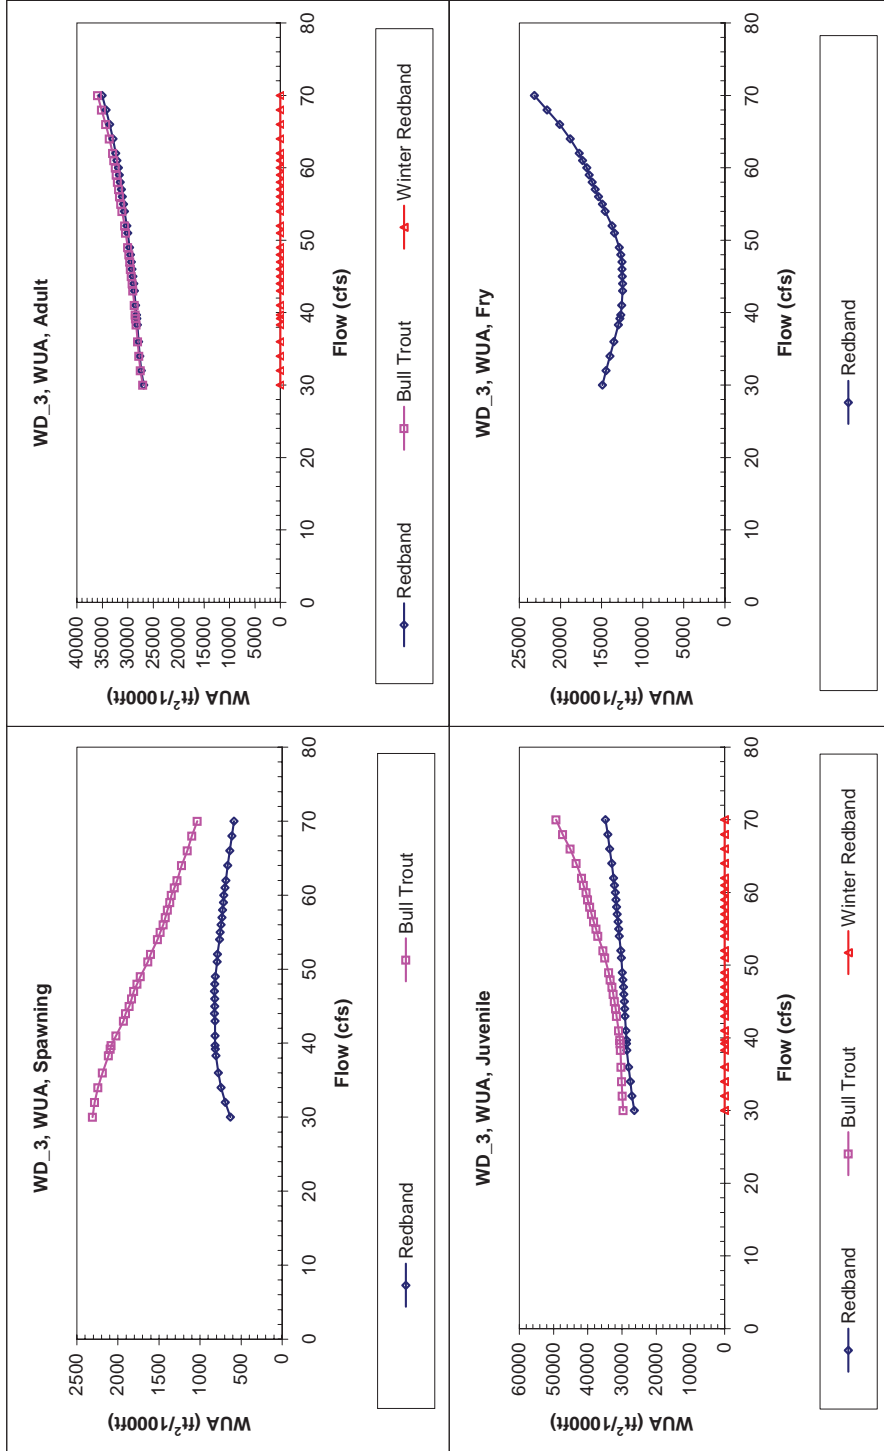 WD_3, WUA, Spawning
WUA (ft²/1000ft)
2500
2000
1500
1000
500
0
0 10 20 30 40 50 60 70 80
Flow (cfs)
Redband Bull Trout
WD_3, WUA, Adult
WUA (ft²/1000ft)
40000
35000
30000
25000
20000
15000
10000
5000
0
0 10 20 30 40 50 60 70 80
Flow (cfs)
Redband Bull Trout Winter Redband
WD_3, WUA, Juvenile
WUA (ft²/1000ft)
60000
50000
40000
30000
20000
10000
0
0 10 20 30 40 50 60 70 80
Flow (cfs)
Redband Bull Trout Winter Redband
WD_3, WUA, Fry
WUA (ft²/1000ft)
25000
20000
15000
10000
5000
0
0 10 20 30 40 50 60 70 80
Flow (cfs)
Redband